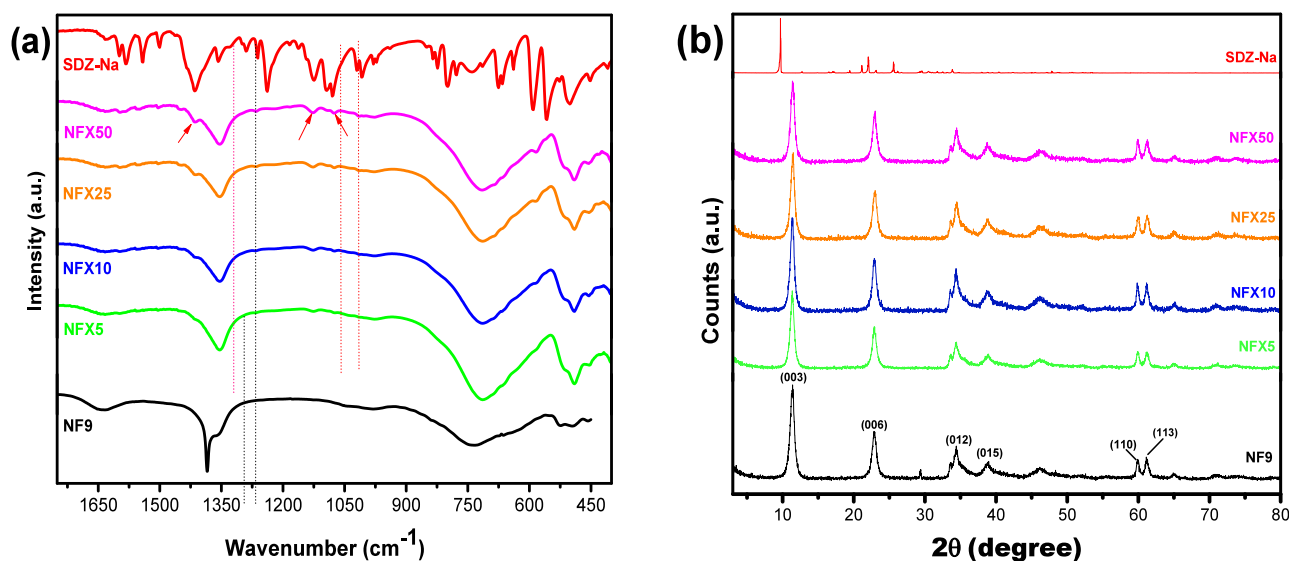 (a)
SDZ-Na
NFX50
NFX25
NFX10
NFX5
NF9
Intensity (a.u.)
1650 1500 1350 1200 1050 900 750 600 450
Wavenumber (cm⁻¹)
(b)
SDZ-Na
NFX50
NFX25
NFX10
NFX5
(003)
(006)
(012)
(015)
(110)
(113)
NF9
Counts (a.u.)
10 20 30 40 50 60 70 80
2θ (degree)